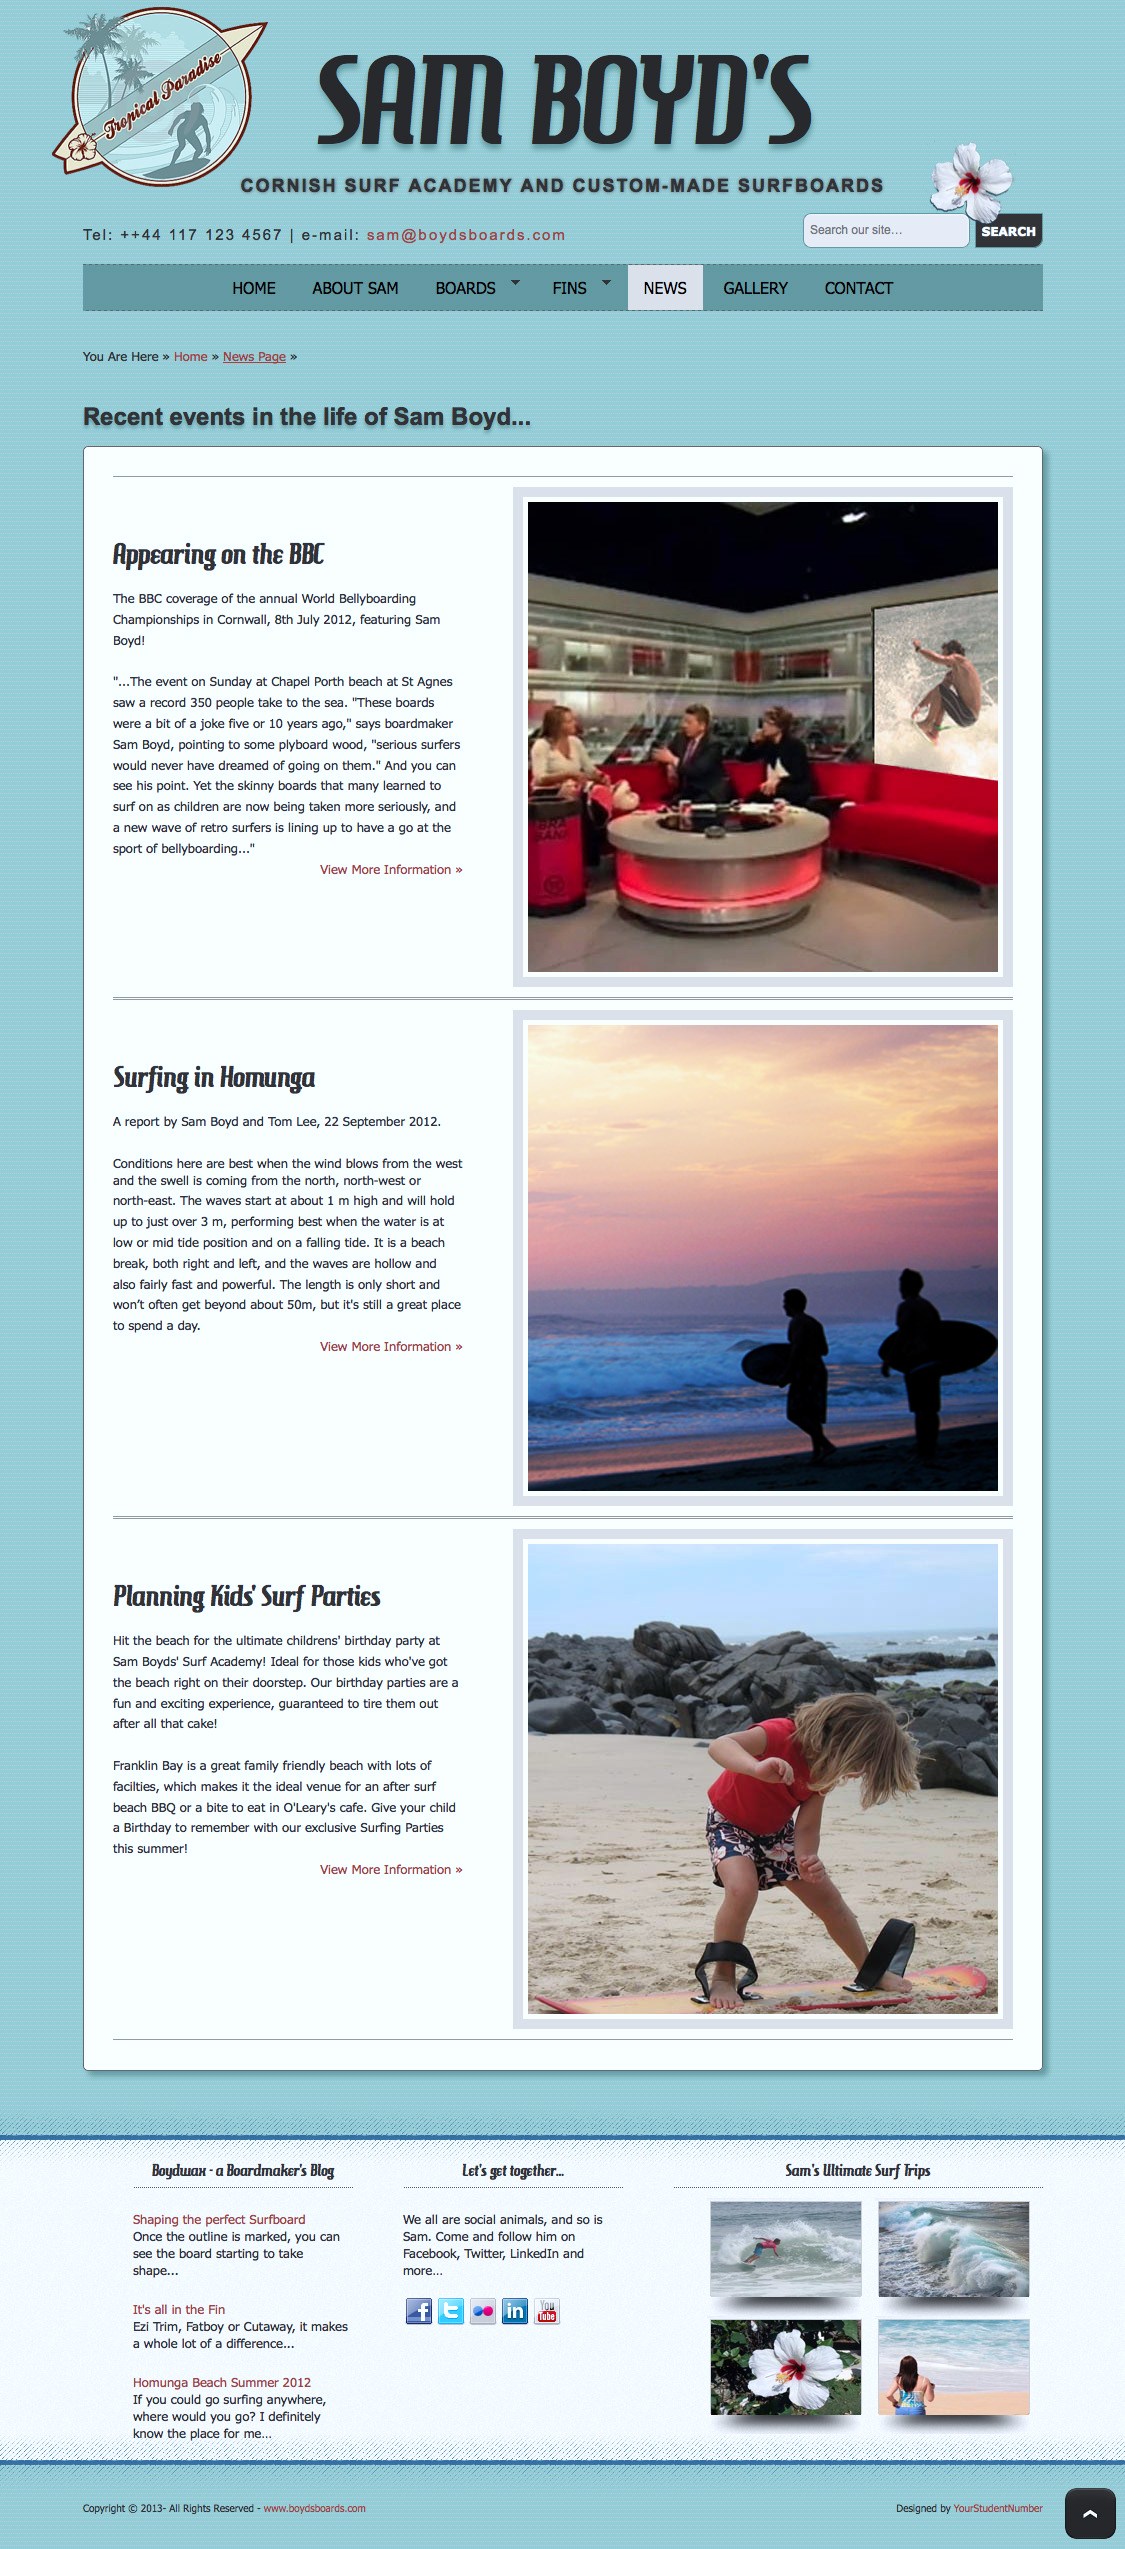 Tropical Paradise
SAM BOYD'S
CORNISH SURF ACADEMY AND CUSTOM-MADE SURFBOARDS
Tel: ++44 117 123 4567 | e-mail: sam@boydsboards.com
Search our site...
SEARCH
HOME ABOUT SAM BOARDS FINS NEWS GALLERY CONTACT
You Are Here » Home » News Page »
Recent events in the life of Sam Boyd...
Appearing on the BBC
The BBC coverage of the annual World Bellyboarding
Championships in Cornwall, 8th July 2012, featuring Sam
Boyd!
"...The event on Sunday at Chapel Porth beach at St Agnes
saw a record 350 people take to the sea. "These boards
were a bit of a joke five or 10 years ago," says boardmaker
Sam Boyd, pointing to some plyboard wood, "serious surfers
would never have dreamed of going on them." And you can
see his point. Yet the skinny boards that many learned to
surf on as children are now being taken more seriously, and
a new wave of retro surfers is lining up to have a go at the
sport of bellyboarding..."
View More Information »
Surfing in Homunga
A report by Sam Boyd and Tom Lee, 22 September 2012.
Conditions here are best when the wind blows from the west
and the swell is coming from the north, north-west or
north-east. The waves start at about 1 m high and will hold
up to just over 3 m, performing best when the water is at
low or mid tide position and on a falling tide. It is a beach
break, both right and left, and the waves are hollow and
also fairly fast and powerful. The length is only short and
won't often get beyond about 50m, but it's still a great place
to spend a day.
View More Information »
Planning Kids' Surf Parties
Hit the beach for the ultimate childrens' birthday party at
Sam Boyds' Surf Academy! Ideal for those kids who've got
the beach right on their doorstep. Our birthday parties are a
fun and exciting experience, guaranteed to tire them out
after all that cake!
Franklin Bay is a great family friendly beach with lots of
facilties, which makes it the ideal venue for an after surf
beach BBQ or a bite to eat in O'Leary's cafe. Give your child
a Birthday to remember with our exclusive Surfing Parties
this summer!
View More Information »
Boydwax - a Boardmaker's Blog
Shaping the perfect Surfboard
Once the outline is marked, you can
see the board starting to take
shape...
It's all in the Fin
Ezi Trim, Fatboy or Cutaway, it makes
a whole lot of a difference...
Homunga Beach Summer 2012
If you could go surfing anywhere,
where would you go? I definitely
know the place for me...
Let's get together...
We all are social animals, and so is
Sam. Come and follow him on
Facebook, Twitter, LinkedIn and
more...
f t in You Tube
Sam's Ultimate Surf Trips
Copyright © 2013- All Rights Reserved - www.boydsboards.com
Designed by YourStudentNumber